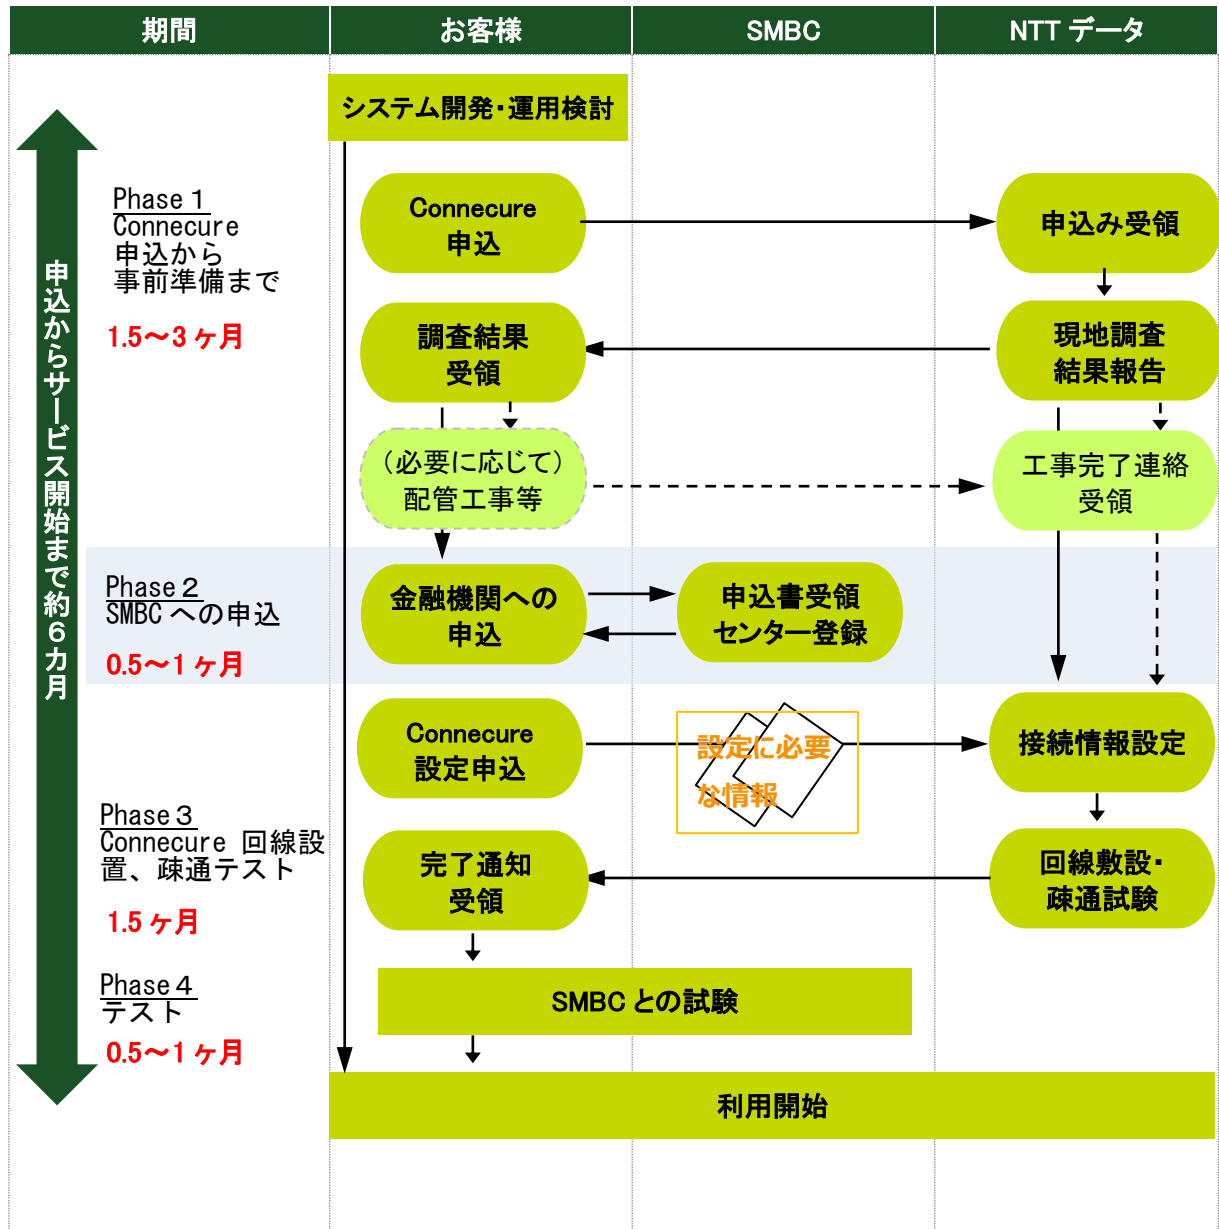 期間
お客様
SMBC
NTT データ
申込からサービス開始まで約6カ月
システム開発・運用検討
Phase 1
Connecure
申込から
事前準備まで
1.5～3 ヶ月
Connecure
申込
申込み受領
調査結果
受領
現地調査
結果報告
（必要に応じて）
配管工事等
工事完了連絡
受領
Phase 2
SMBC への申込
0.5～1 ヶ月
金融機関への
申込
申込書受領
センター登録
Connecure
設定申込
設定に必要
な情報
接続情報設定
Phase 3
Connecure 回線設
置、疎通テスト
1.5 ヶ月
完了通知
受領
回線敷設・
疎通試験
Phase 4
テスト
0.5～1 ヶ月
SMBC との試験
利用開始